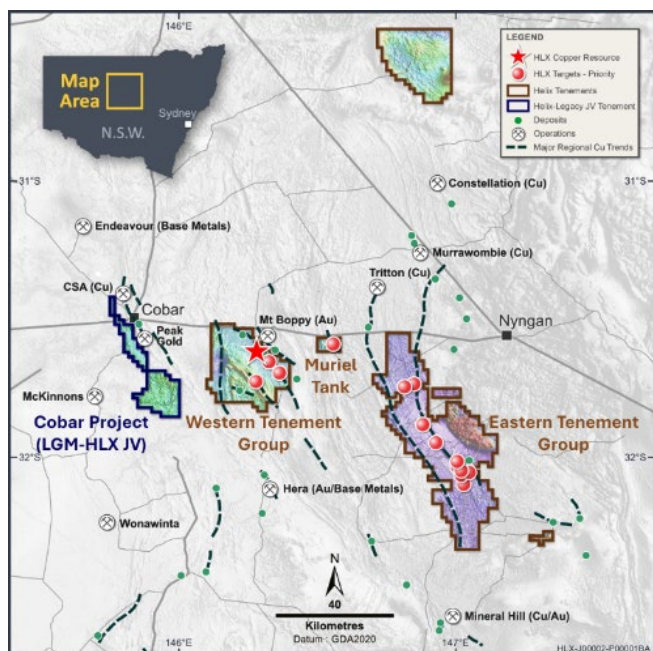 146°E
LEGEND
HLX Copper Resource
HLX Targets - Priority
Helix Tenements
Helix-Legacy JV Tenement
Deposits
Operations
Major Regional Cu Trends
Map
Area
Sydney
N.S.W.
31°S
31°S
Constellation (Cu)
Endeavour (Base Metals)
Murrawombie (Cu)
Tritton (Cu)
CSA (Cu)
Cobar
Mt Boppy (Au)
Nyngan
Peak
Gold
Muriel
Tank
McKinnons
Cobar Project
(LGM-HLX JV)
Western Tenement
Group
Eastern Tenement
Group
32°S
32°S
Hera (Au/Base Metals)
Wonawinta
N
40
Kilometres
Datum : GDA2020
Mineral Hill (Cu/Au)
146°E
147°E
HLX-J00002-P00001BA